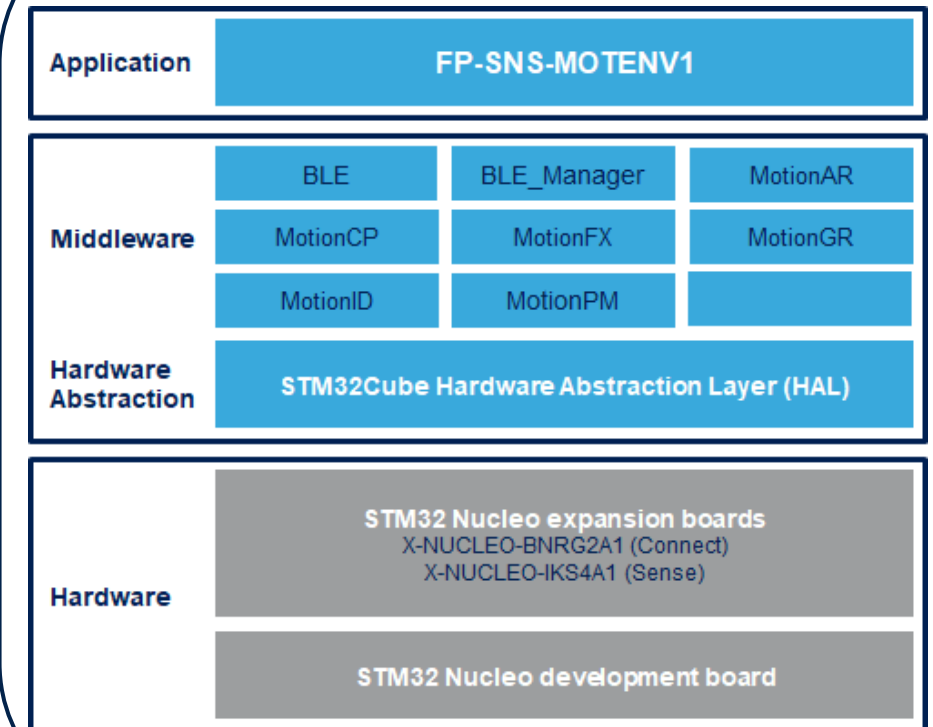 Application
FP-SNS-MOTENV1
Middleware
BLE
BLE_Manager
MotionAR
MotionCP
MotionFX
MotionGR
MotionID
MotionPM
Hardware
Abstraction
STM32Cube Hardware Abstraction Layer (HAL)
Hardware
STM32 Nucleo expansion boards
X-NUCLEO-BNRG2A1 (Connect)
X-NUCLEO-IKS4A1 (Sense)
STM32 Nucleo development board